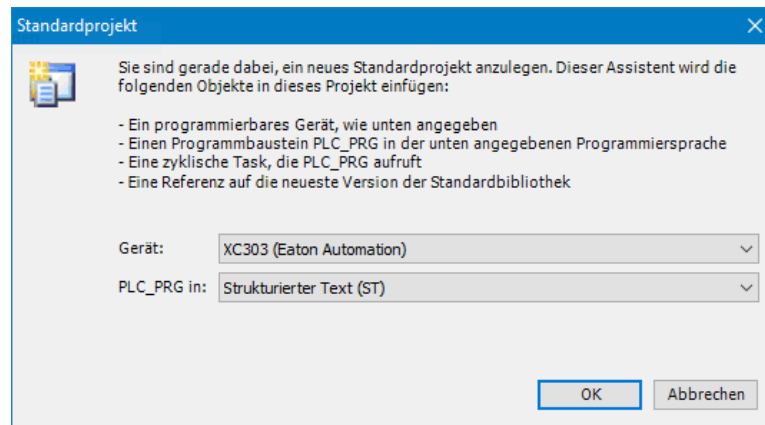 Standardprojekt
Sie sind gerade dabei, ein neues Standardprojekt anzulegen. Dieser Assistent wird die
folgenden Objekte in dieses Projekt einfügen:
- Ein programmierbares Gerät, wie unten angegeben
- Einen Programmbaustein PLC_PRG in der unten angegebenen Programmiersprache
- Eine zyklische Task, die PLC_PRG aufruft
- Eine Referenz auf die neueste Version der Standardbibliothek
Gerät: XC303 (Eaton Automation)
PLC_PRG in: Strukturierter Text (ST)
OK Abbrechen